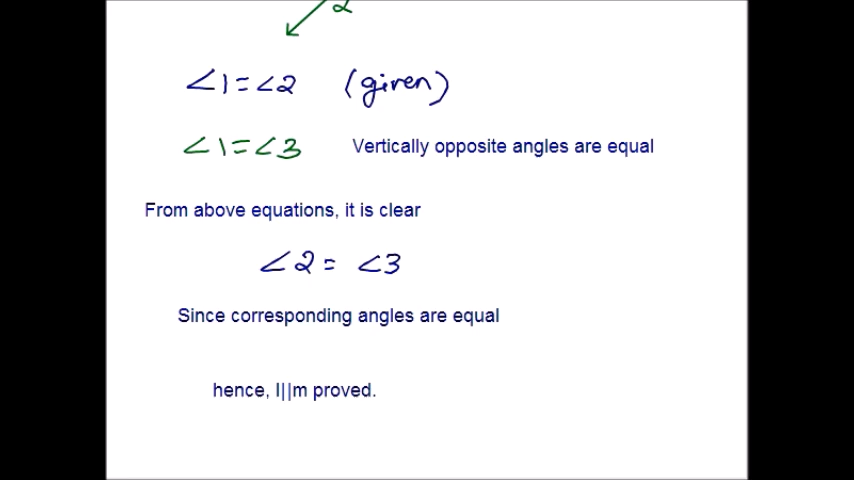 2
∠1=∠2 (given)
∠1=∠3 Vertically opposite angles are equal
From above equations, it is clear
∠2= ∠3
Since corresponding angles are equal
hence, l||m proved.